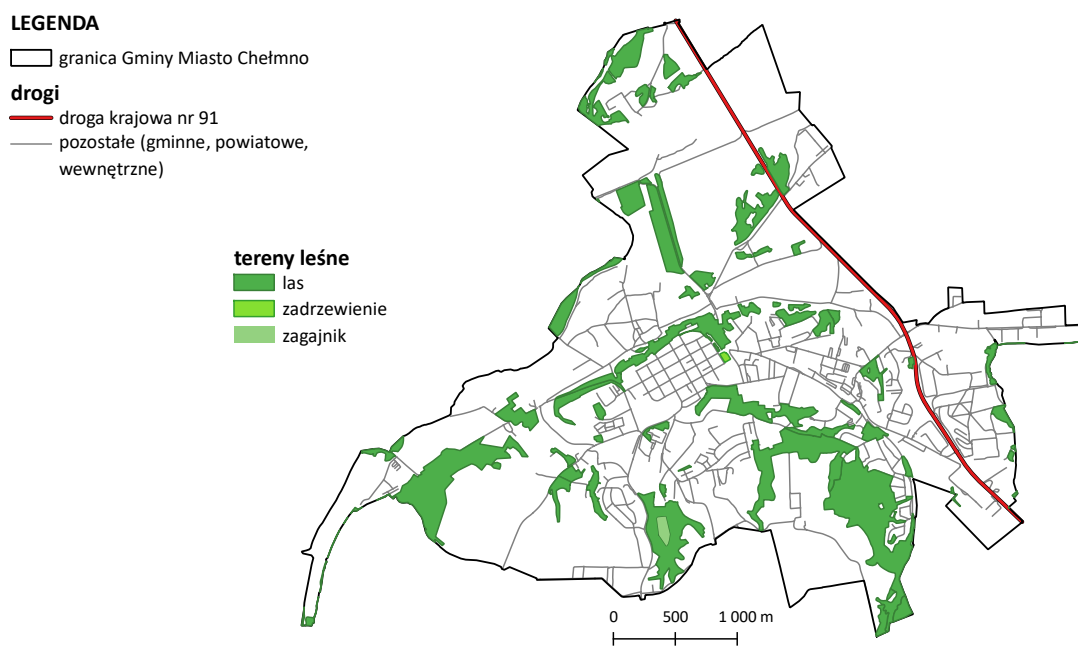 LEGENDA
granica Gminy Miasto Chełmno
drogi
droga krajowa nr 91
pozostałe (gminne, powiatowe,
wewnętrzne)
tereny leśne
las
zadrzewienie
zagajnik
0 500 1 000 m